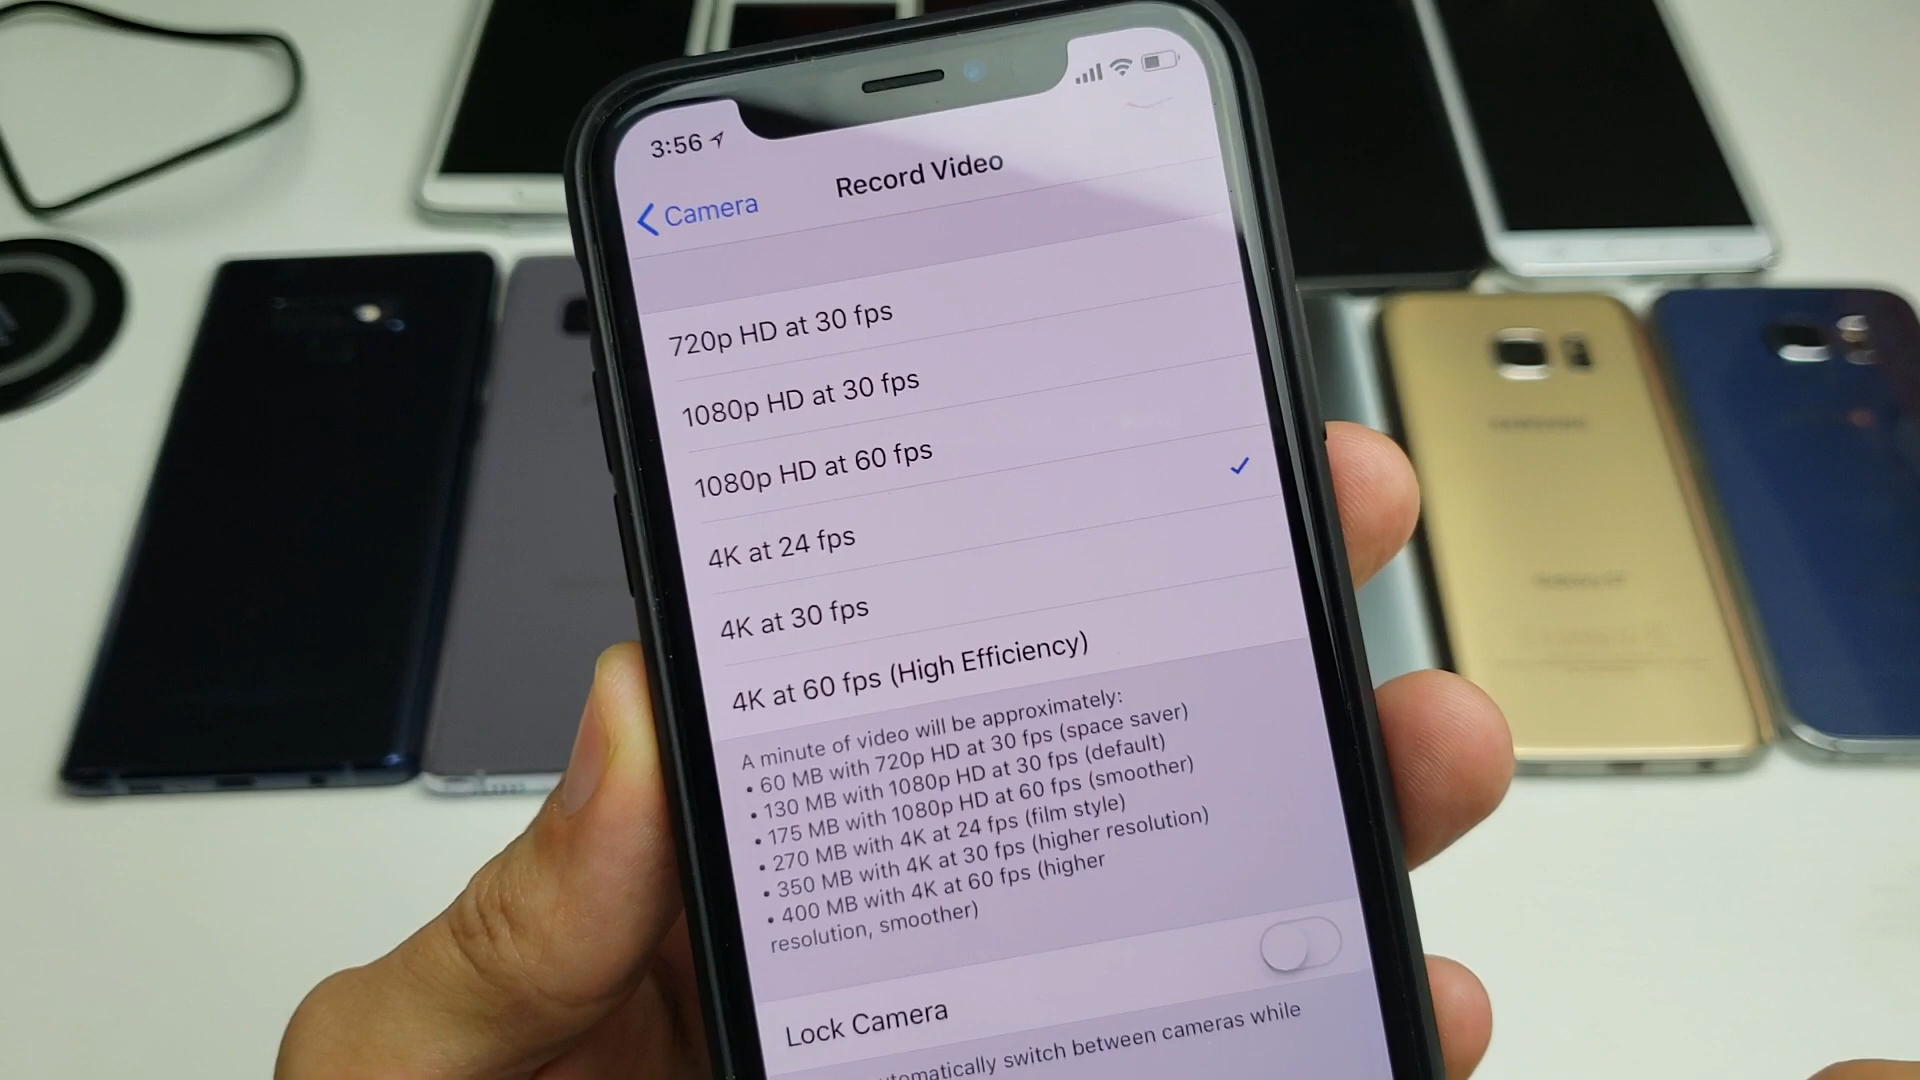 3:56
Camera
Record Video
720p HD at 30 fps
1080p HD at 30 fps
1080p HD at 60 fps
4K at 24 fps
4K at 30 fps
4K at 60 fps (High Efficiency)
A minute of video will be approximately:
• 60 MB with 720p HD at 30 fps (space saver)
• 130 MB with 1080p HD at 30 fps (default)
• 175 MB with 1080p HD at 60 fps (smoother)
• 270 MB with 4K at 24 fps (film style)
• 350 MB with 4K at 30 fps (higher resolution)
• 400 MB with 4K at 60 fps (higher
resolution, smoother)
Lock Camera
switch between cameras while
SAMSUNG